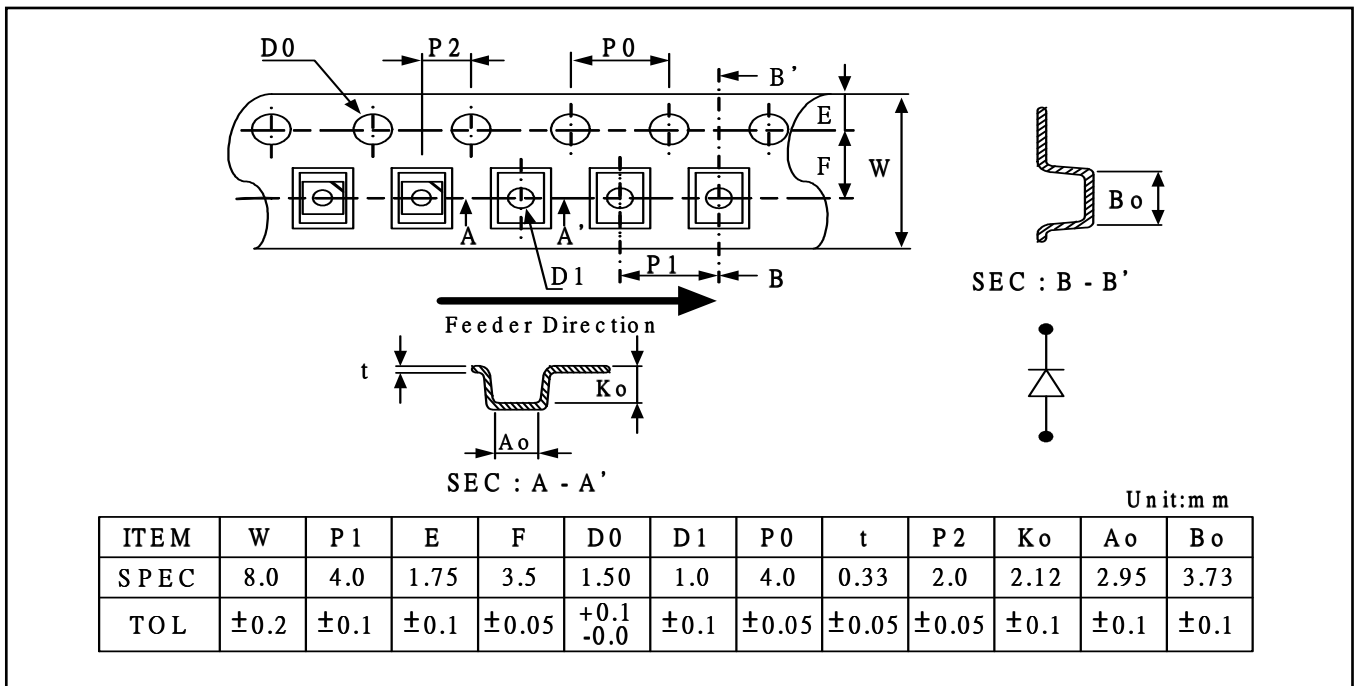 D0
P2
P0
B'
E
F
W
A
A'
D1
P1
B
Bo
SEC : B - B'
Feeder Direction
t
Ko
Ao
SEC : A - A'
Unit:mm
ITEM W P1 E F D0 D1 P0 t P2 Ko Ao Bo
SPEC 8.0 4.0 1.75 3.5 1.50 1.0 4.0 0.33 2.0 2.12 2.95 3.73
TOL ±0.2 ±0.1 ±0.1 ±0.05 +0.1 -0.0 ±0.1 ±0.05 ±0.05 ±0.05 ±0.1 ±0.1 ±0.1